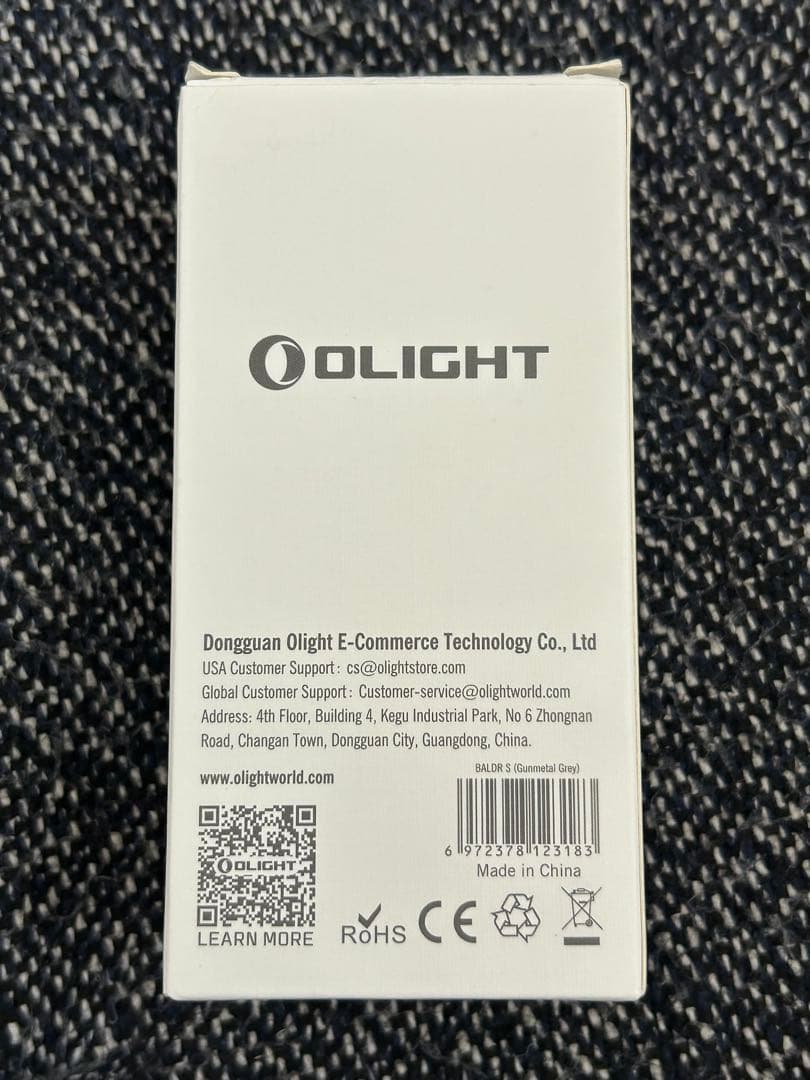 OLIGHT
Dongguan Olight E-Commerce Technology Co., Ltd
USA Customer Support: cs@olightstore.com
Global Customer Support: Customer-service@olightworld.com
Address: 4th Floor, Building 4, Kegu Industrial Park, No 6 Zhongnan
Road, Changan Town, Dongguan City, Guangdong, China.
www.olightworld.com
BALDR S (Gunmetal Grey)
6 972378 123183
Made in China
OLIGHT
LEARN MORE
RoHS
CE